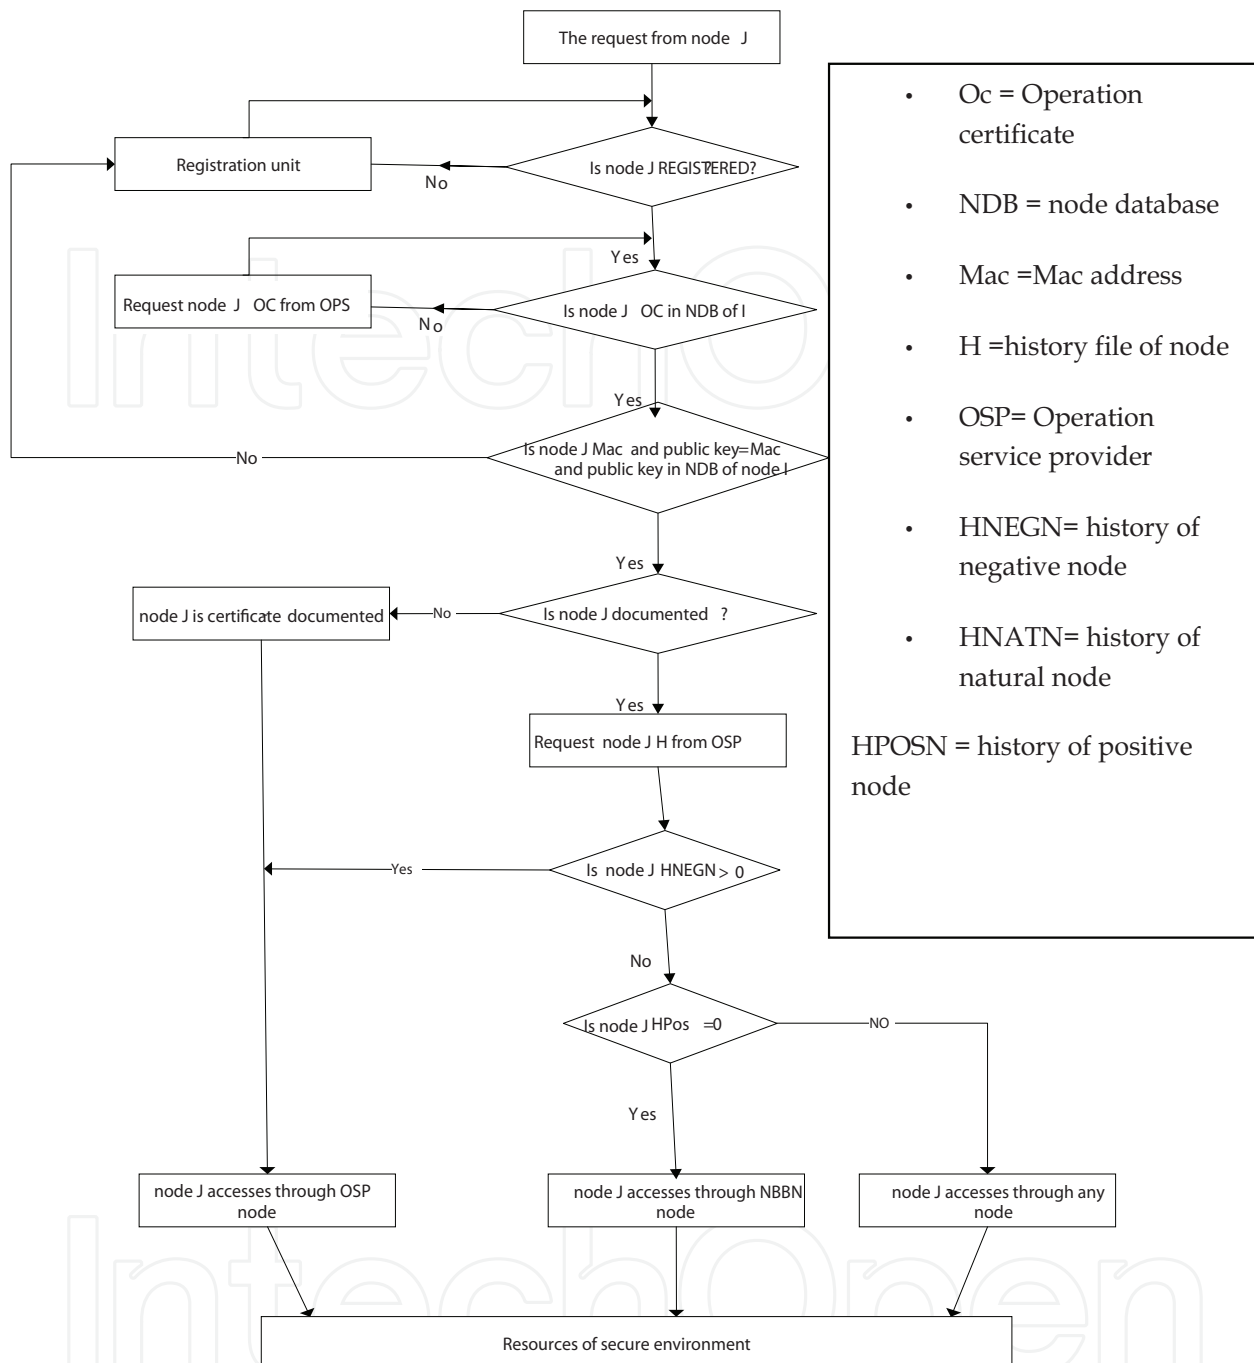 The request from node J
Registration unit
Is node J REGISTERED?
?
No
Yes
Request node J OC from OPS
Is node J OC in NDB of I
No
Yes
Is node J Mac and public key=Mac
and public key in NDB of node I
No
Yes
node J is certificate documented
No
Is node J documented ?
Yes
Request node J H from OSP
Is node J HNEGN > 0
Yes
No
Is node J HPos =0
NO
Yes
node J accesses through OSP
node
node J accesses through NBBN
node
node J accesses through any
node
Resources of secure environment
• Oc = Operation
certificate
• NDB = node database
• Mac =Mac address
• H =history file of node
• OSP= Operation
service provider
• HNEGN= history of
negative node
• HNATN= history of
natural node
HPOSN = history of positive
node
IntechOpen
IntechOpen